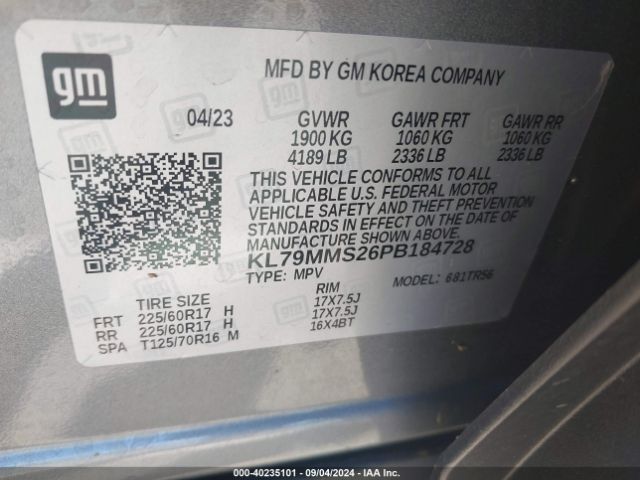 gm
MFD BY GM KOREA COMPANY
04/23 GVWR GAWR FRT GAWR RR
1900 KG 1060 KG 1060 KG
4189 LB 2336 LB 2336 LB
THIS VEHICLE CONFORMS TO ALL
APPLICABLE U.S. FEDERAL MOTOR
VEHICLE SAFETY AND THEFT PREVENTION
STANDARDS IN EFFECT ON THE DATE OF
MANUFACTURE SHOWN ABOVE.
KL79MMS26PB184728
TYPE: MPV MODEL: 681TR56
TIRE SIZE RIM
FRT 225/60R17 H 17X7.5J
RR 225/60R17 H 17X7.5J
SPA T125/70R16 M 16X4BT
000-40235101 - 09/04/2024 - IAA Inc.